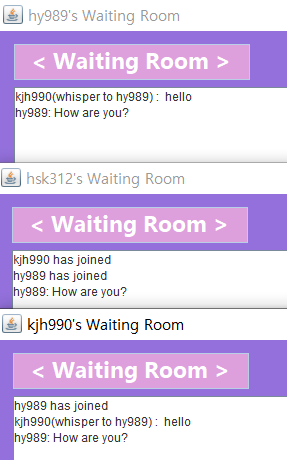 hy989's Waiting Room
< Waiting Room >
kjh990(whisper to hy989) :  hello
hy989: How are you?
hsk312's Waiting Room
< Waiting Room >
kjh990 has joined
hy989 has joined
hy989: How are you?
kjh990's Waiting Room
< Waiting Room >
hy989 has joined
kjh990(whisper to hy989) :  hello
hy989: How are you?